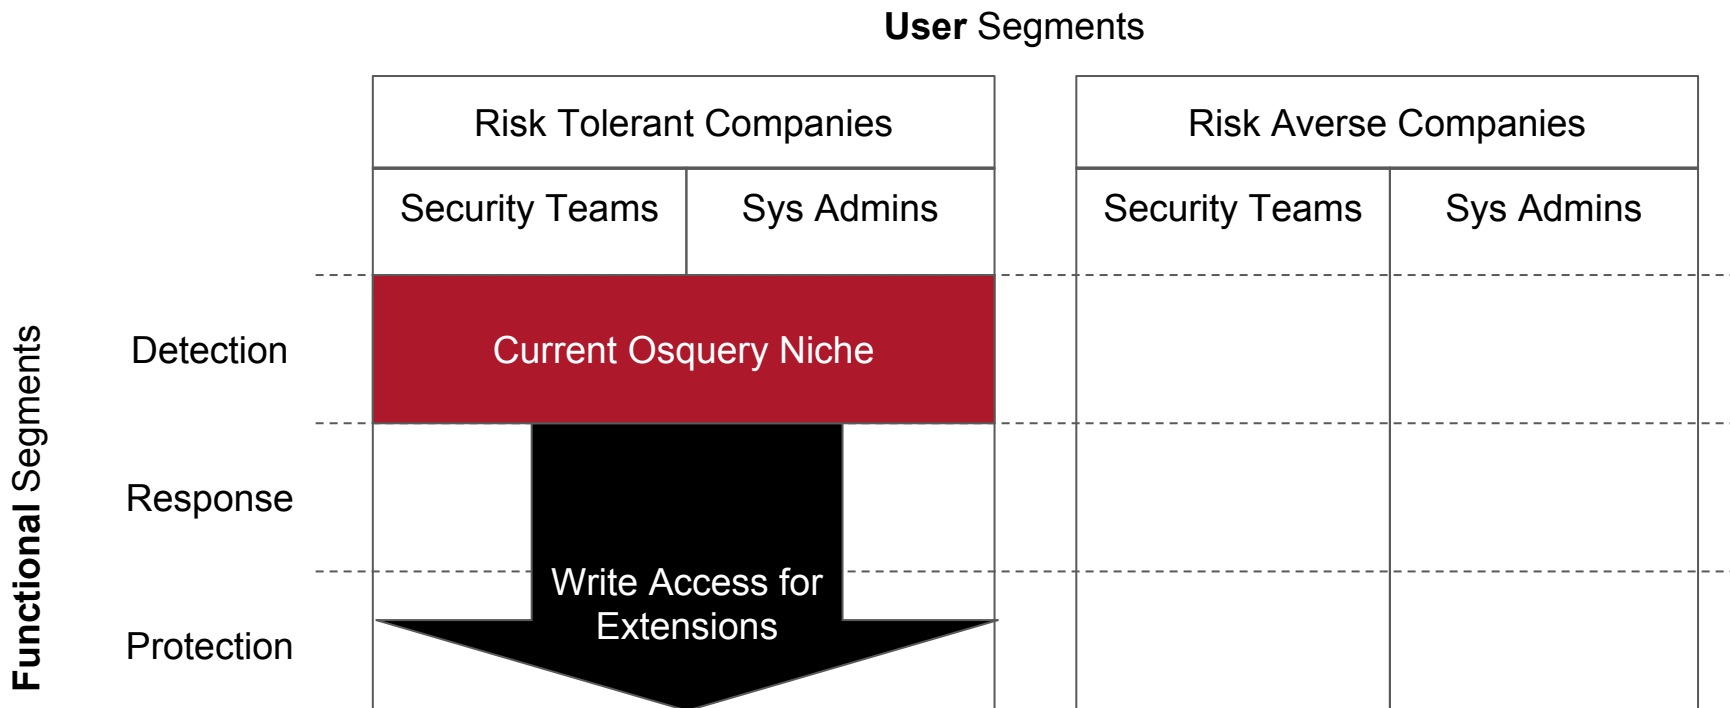 User Segments
Risk Tolerant Companies
Risk Averse Companies
Security Teams
Sys Admins
Security Teams
Sys Admins
Functional Segments
Detection
Current Osquery Niche
Response
Write Access for
Extensions
Protection